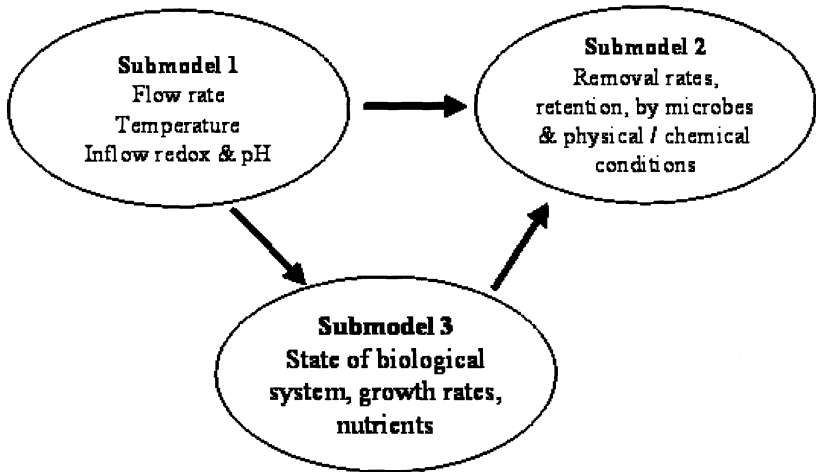 Submodel 1
Flow rate
Temperature
Inflow redox & pH
Submodel 2
Removal rates,
retention, by microbes
& physical / chemical
conditions
Submodel 3
State of biological
system, growth rates,
nutrients